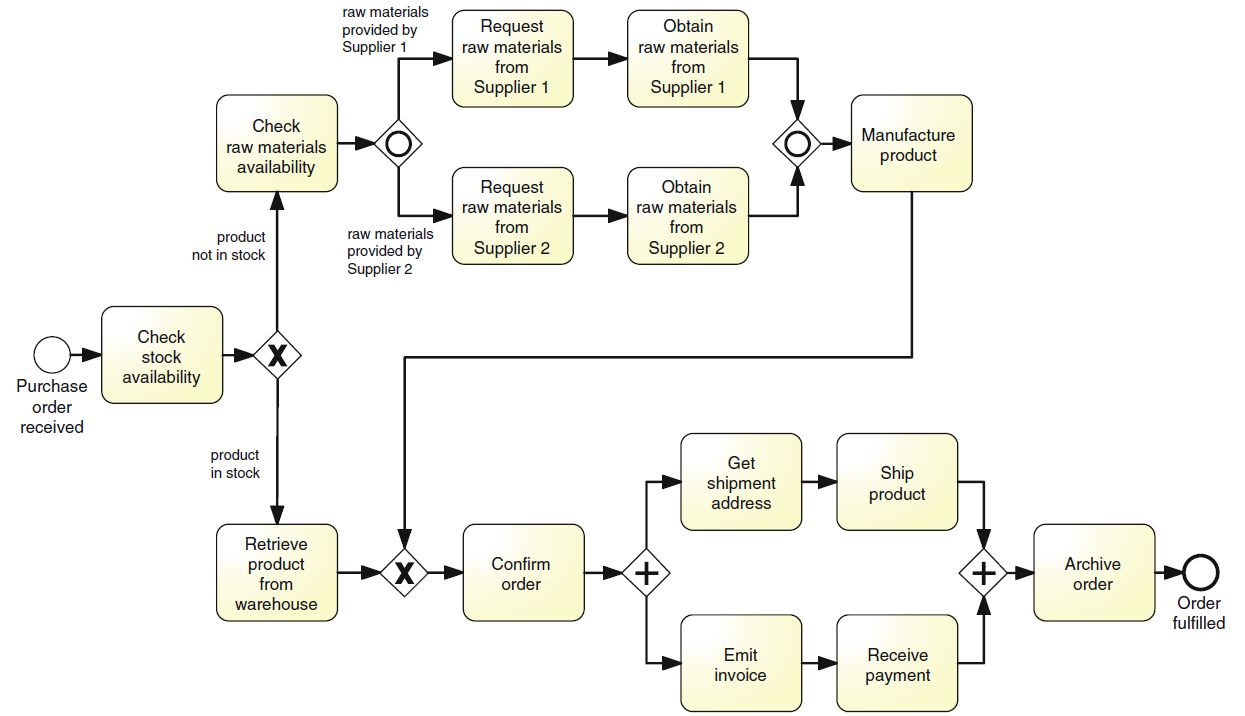 raw materials
provided by
Supplier 1
Request
raw materials
from
Supplier 1
Obtain
raw materials
from
Supplier 1
Check
raw materials
availability
Manufacture
product
Request
raw materials
from
Supplier 2
Obtain
raw materials
from
Supplier 2
raw materials
provided by
Supplier 2
product
not in stock
Purchase
order
received
Check
stock
availability
product
in stock
Retrieve
product
from
warehouse
X
X
Confirm
order
Get
shipment
address
Ship
product
Emit
invoice
Receive
payment
Archive
order
Order
fulfilled